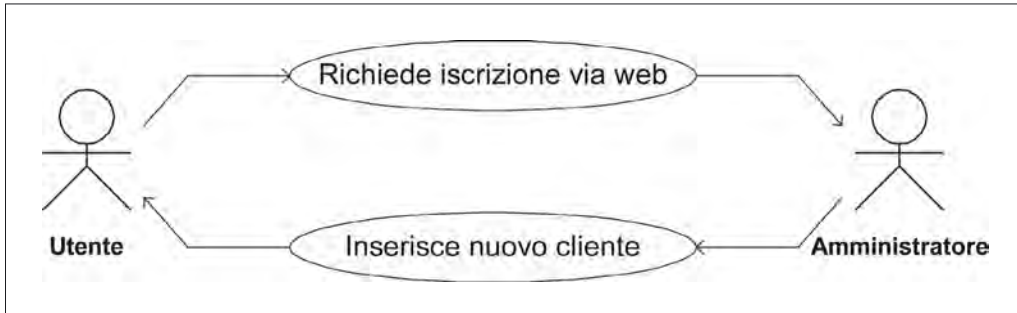 Richiede iscrizione via web
Utente
Inserisce nuovo cliente
Amministratore